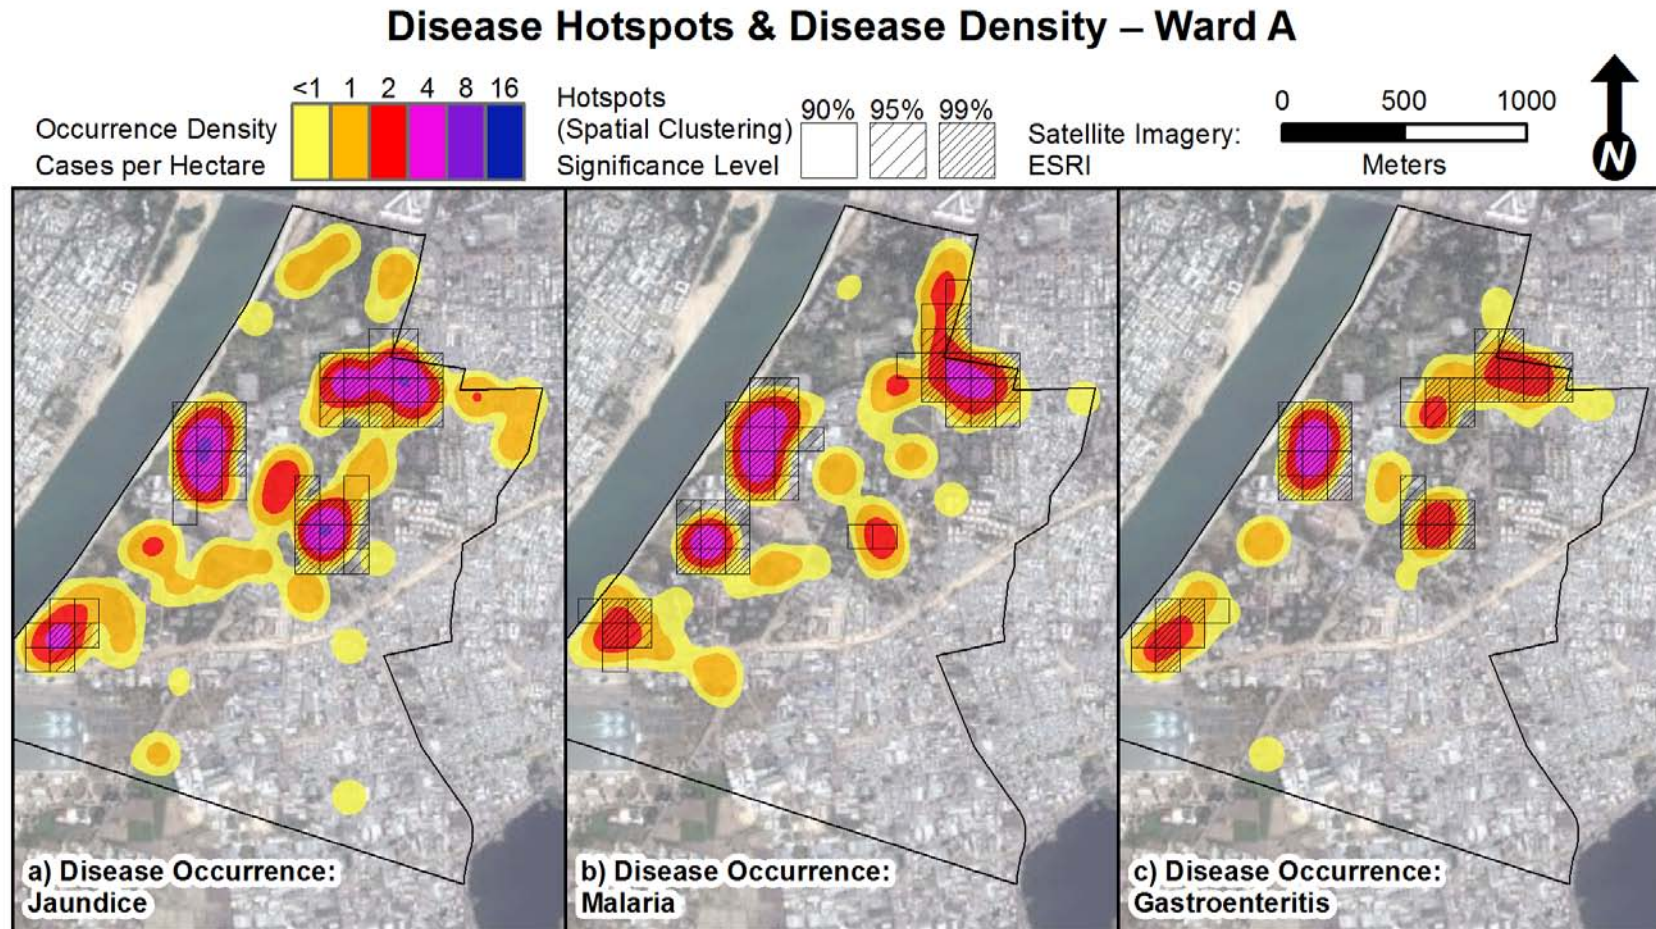 Disease Hotspots & Disease Density – Ward A
<1 1 2 4 8 16
Occurrence Density
Cases per Hectare
Hotspots
(Spatial Clustering)
Significance Level
90% 95% 99%
Satellite Imagery:
ESRI
0 500 1000
Meters
N
a) Disease Occurrence:
Jaundice
b) Disease Occurrence:
Malaria
c) Disease Occurrence:
Gastroenteritis